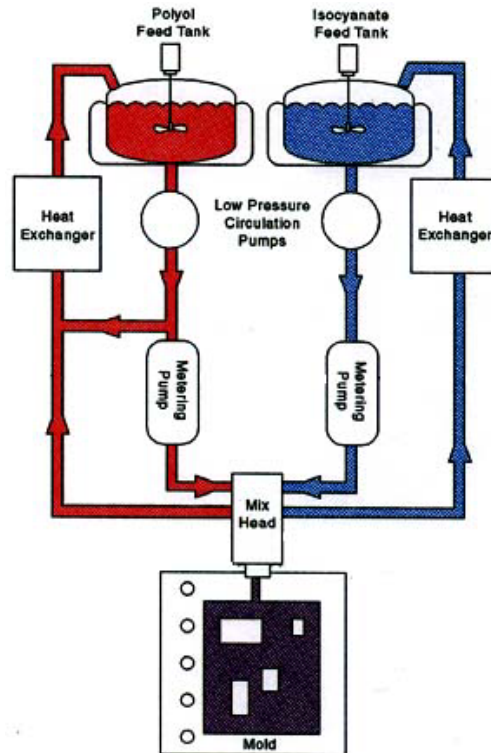 Polyol
Feed Tank
Isocyanate
Feed Tank
Heat
Exchanger
Low Pressure
Circulation
Pumps
Heat
Exchanger
Metering
Pump
Metering
Pump
Mix
Head
Mold